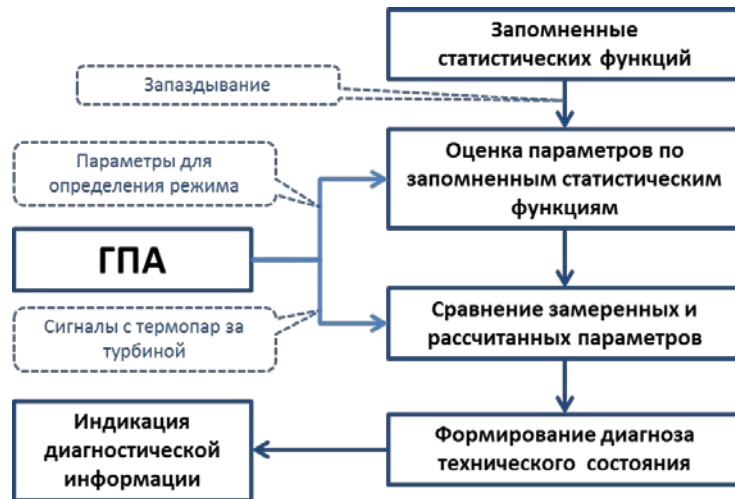 Запомненные
статистических функций
Запаздывание
Параметры для
определения режима
Оценка параметров по
запомненным статистическим
функциям
ГПА
Сигналы с термопар за
турбиной
Сравнение замеренных и
рассчитанных параметров
Индикация
диагностической
информации
Формирование диагноза
технического состояния